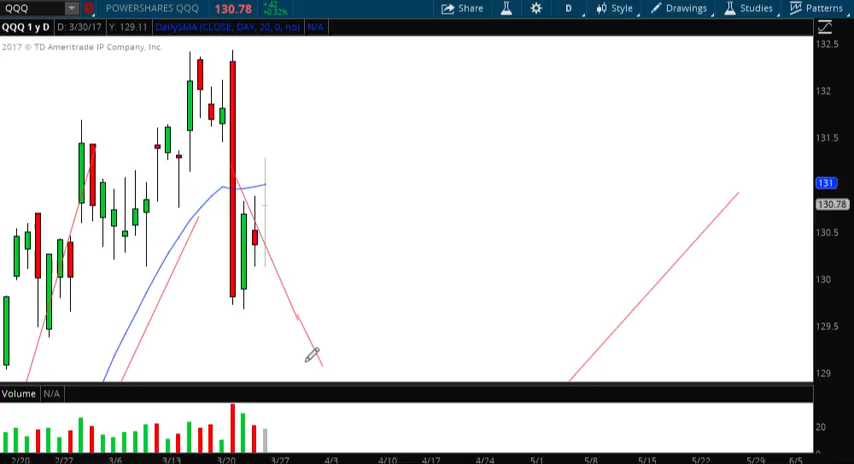 QQQ POWERSHARES QQQ 130.78 +.42 +0.32% Share D Style Drawings Studies Patterns
QQQ 1 y D D: 3/30/17 Y: 129.11 DailySMA (CLOSE, DAY, 20, 0, no) N/A
2017 © TD Ameritrade IP Company, Inc.
132.5
132
131.5
131
130.78
130.5
130
129.5
129
Volume N/A
20
0
2/20 2/27 3/6 3/13 3/20 3/27 4/3 4/10 4/17 4/24 5/1 5/8 5/15 5/22 5/29 6/5